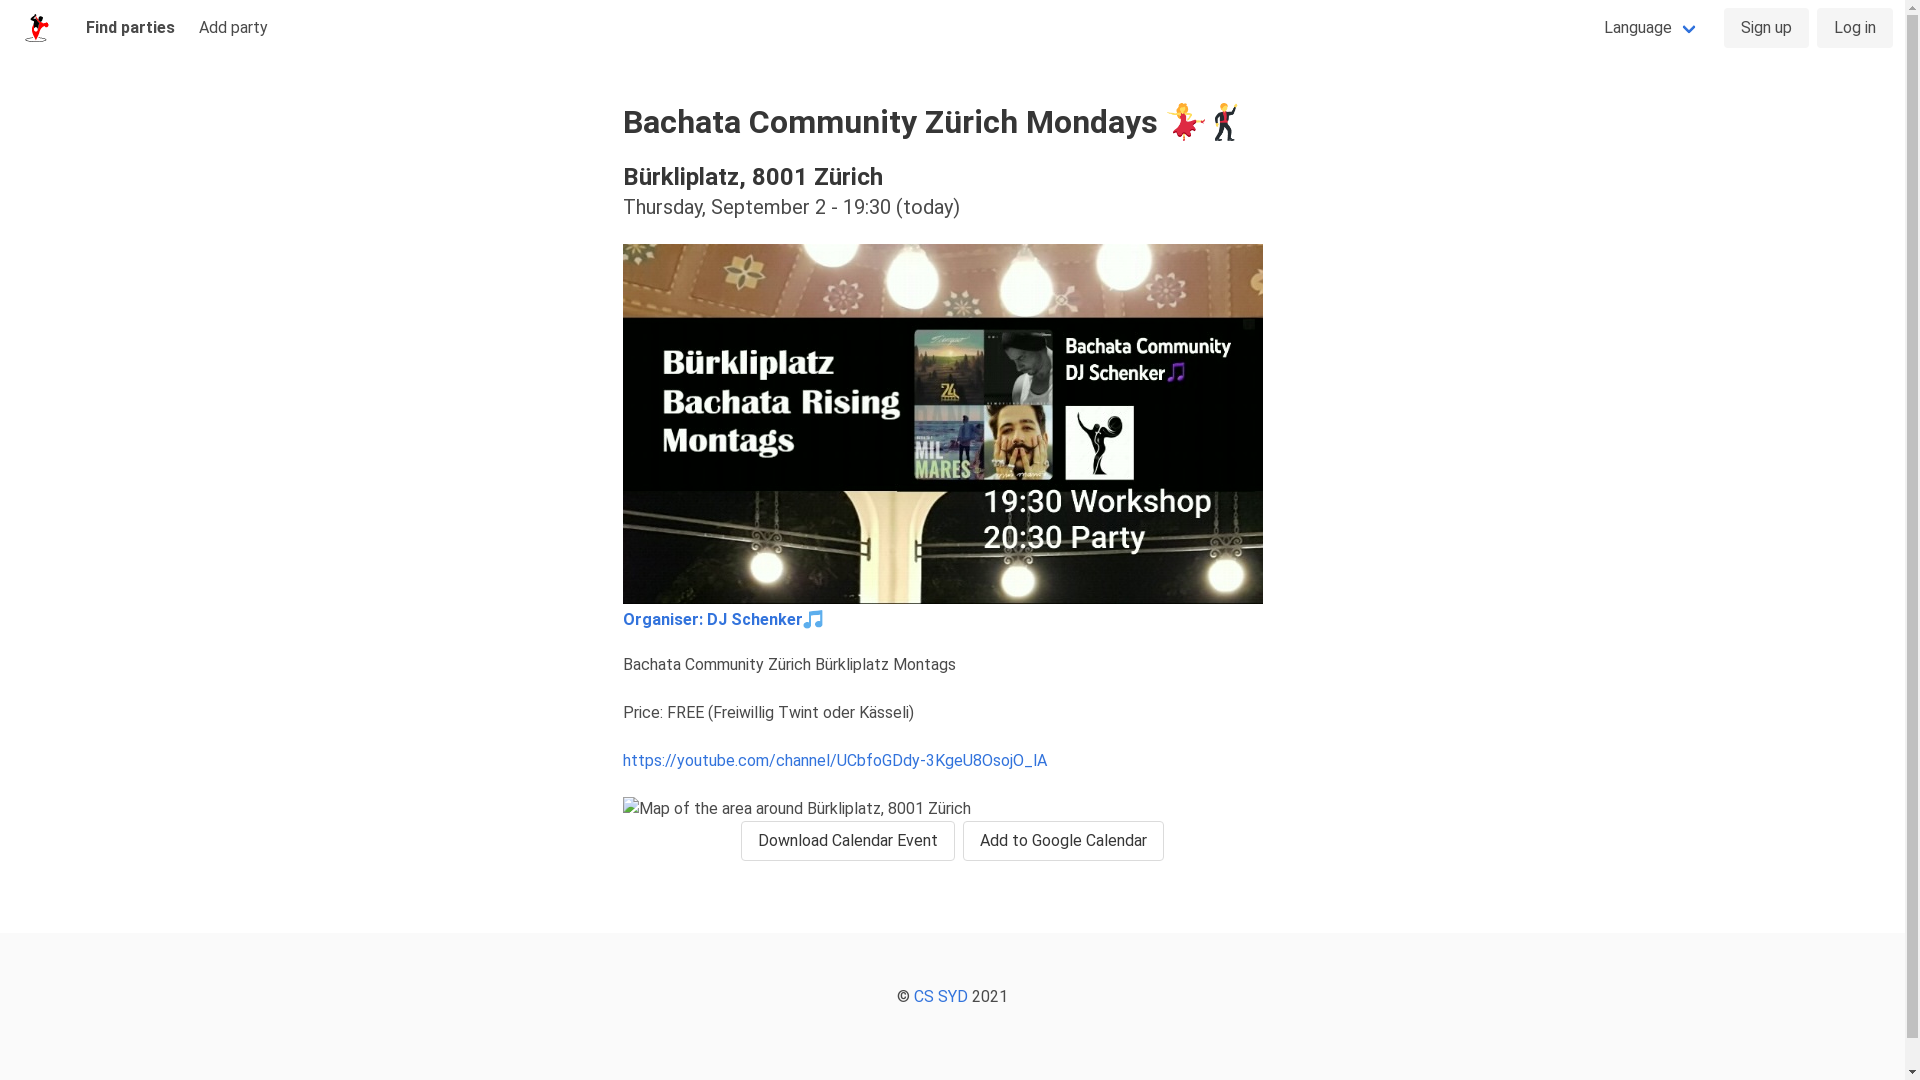 Find parties
Add party
Language
Sign up
Log in
Bachata Community Zürich Mondays 💃🕺
Bürkliplatz, 8001 Zürich
Thursday, September 2 - 19:30 (today)
Bürkliplatz
Bachata Rising
Montags
24
MIL
MARES
Bachata Community
DJ Schenker🎵
19:30 Workshop
20:30 Party
Organiser: DJ Schenker🎵
Bachata Community Zürich Bürkliplatz Montags
Price: FREE (Freiwillig Twint oder Kässeli)
https://youtube.com/channel/UCbfoGDdy-3KgeU8OsojO_lA
Map of the area around Bürkliplatz, 8001 Zürich
Download Calendar Event
Add to Google Calendar
© CS SYD 2021